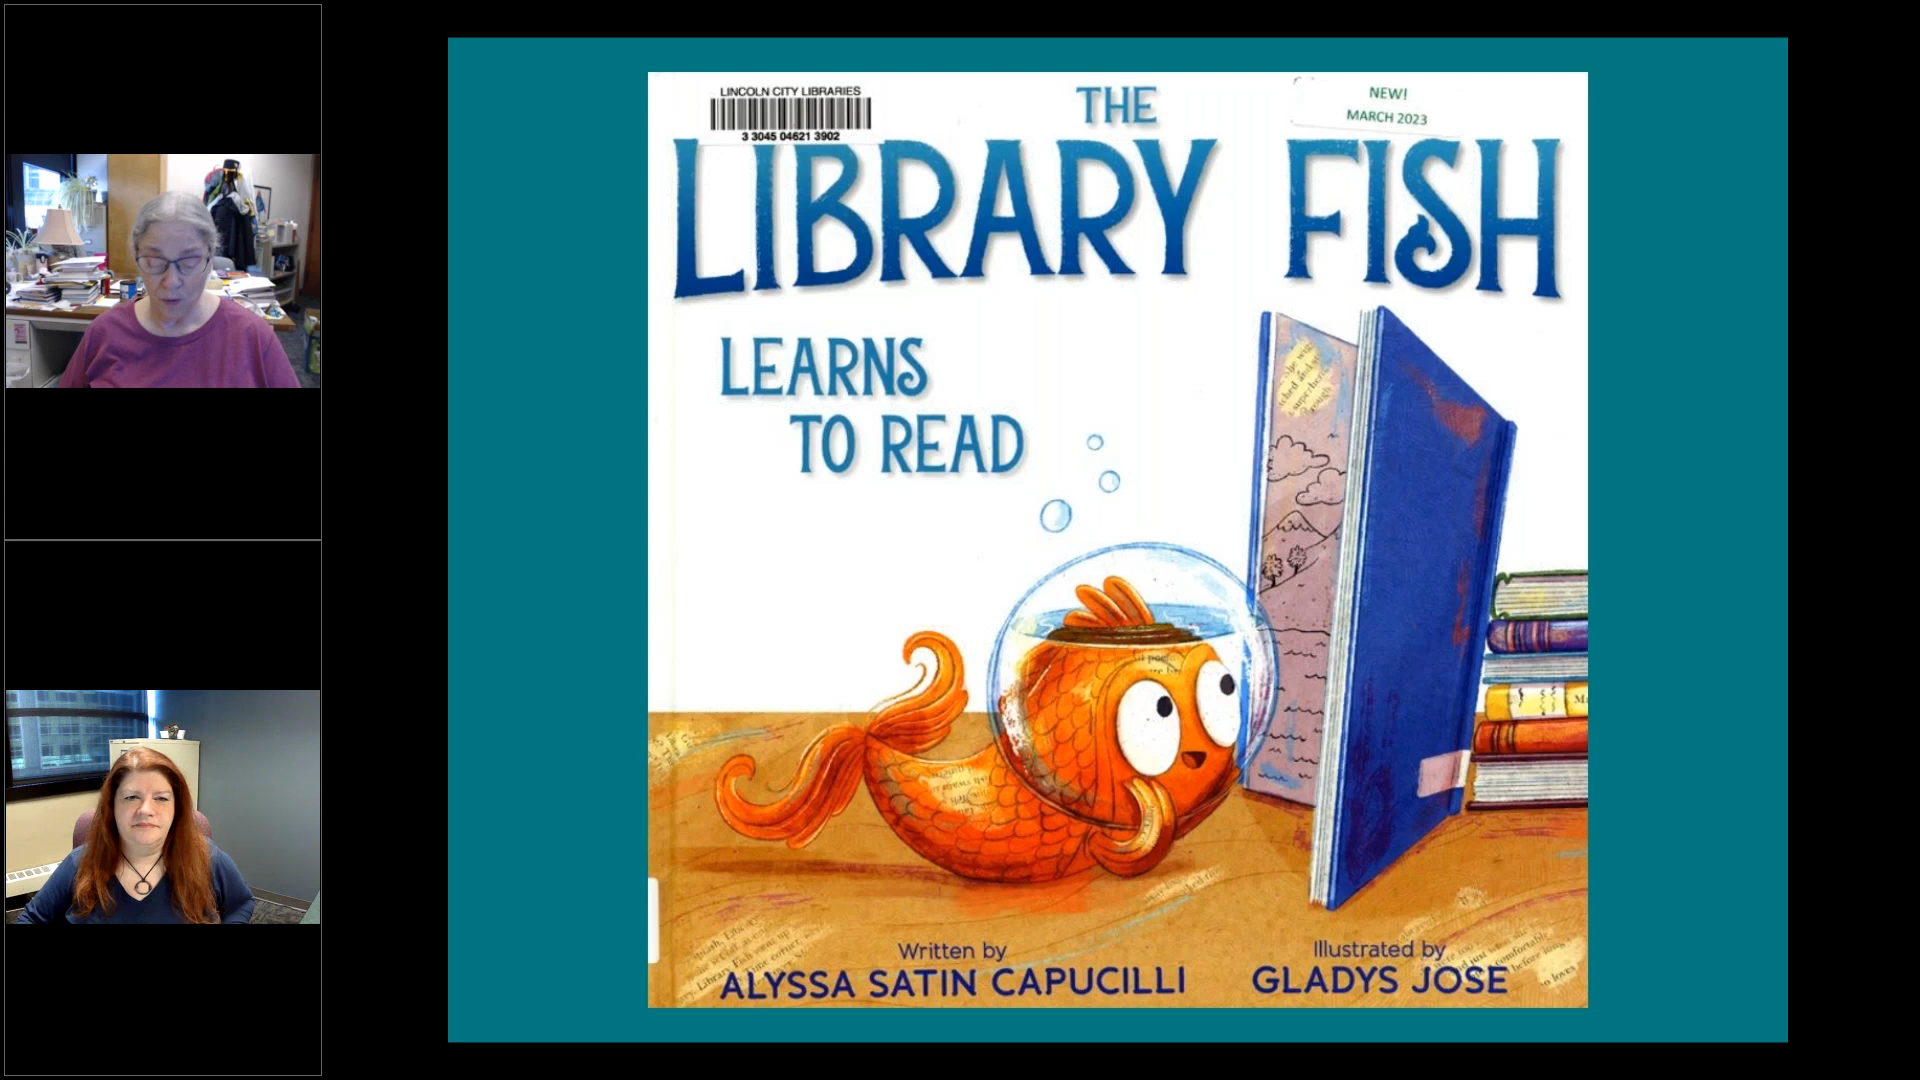 LINCOLN CITY LIBRARIES
3 3045 04621 3902
NEW!
MARCH 2023
THE
LIBRARY FISH
LEARNS
TO READ
Written by
ALYSSA SATIN CAPUCILLI
Illustrated by
GLADYS JOSE